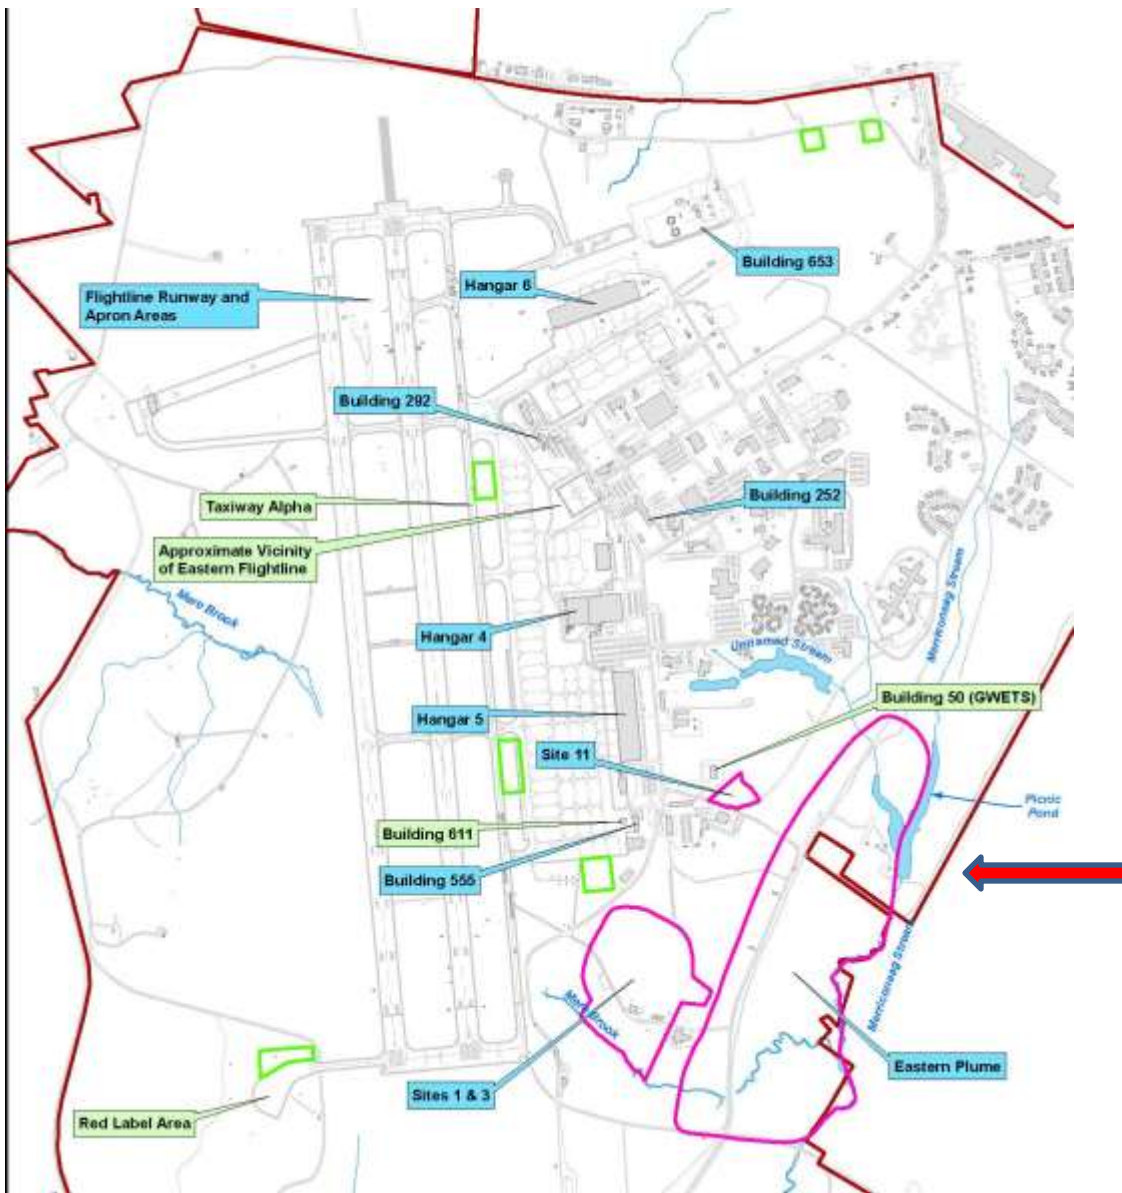 Building 653
Hangar 6
Flightline Runway and
Apron Areas
Building 292
Building 252
Taxiway Alpha
Approximate Vicinity
of Eastern Flightline
Mere Brook
Merriconeag Stream
Hangar 4
Unnamed Stream
Building 50 (GWETS)
Hangar 5
Site 11
Picnic
Pond
Building 611
Building 555
Merriconeag Stream
Mere Brook
Eastern Plume
Sites 1 & 3
Red Label Area